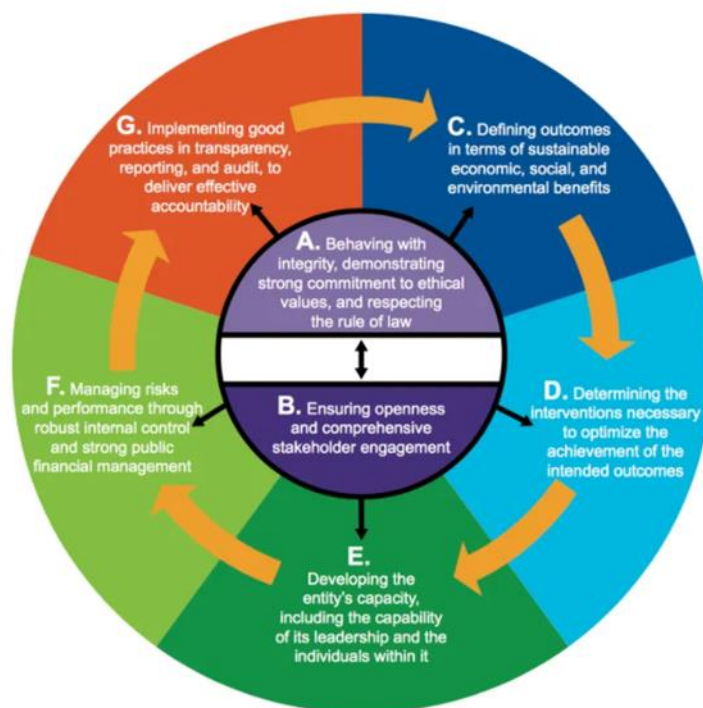 G. Implementing good
practices in transparency,
reporting, and audit, to
deliver effective
accountability
C. Defining outcomes
in terms of sustainable
economic, social, and
environmental benefits
A. Behaving with
integrity, demonstrating
strong commitment to ethical
values, and respecting
the rule of law
B. Ensuring openness
and comprehensive
stakeholder engagement
D. Determining the
interventions necessary
to optimize the
achievement of the
intended outcomes
E.
Developing the
entity's capacity,
including the capability
of its leadership and the
individuals within it
F. Managing risks
and performance through
robust internal control
and strong public
financial management